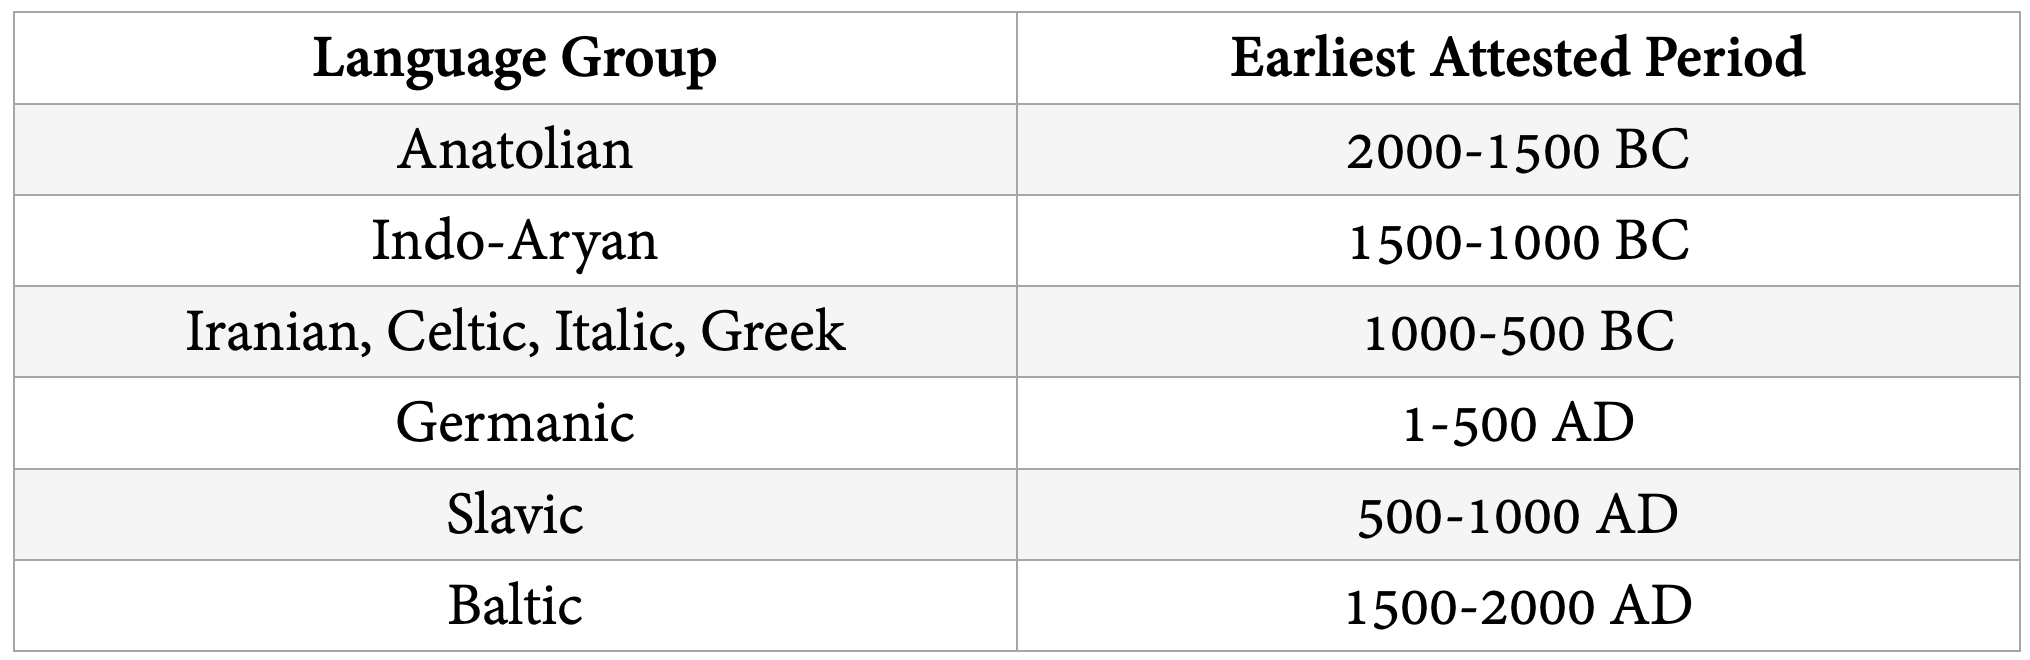 Language Group Earliest Attested Period
Anatolian 2000-1500 BC
Indo-Aryan 1500-1000 BC
Iranian, Celtic, Italic, Greek 1000-500 BC
Germanic 1-500 AD
Slavic 500-1000 AD
Baltic 1500-2000 AD